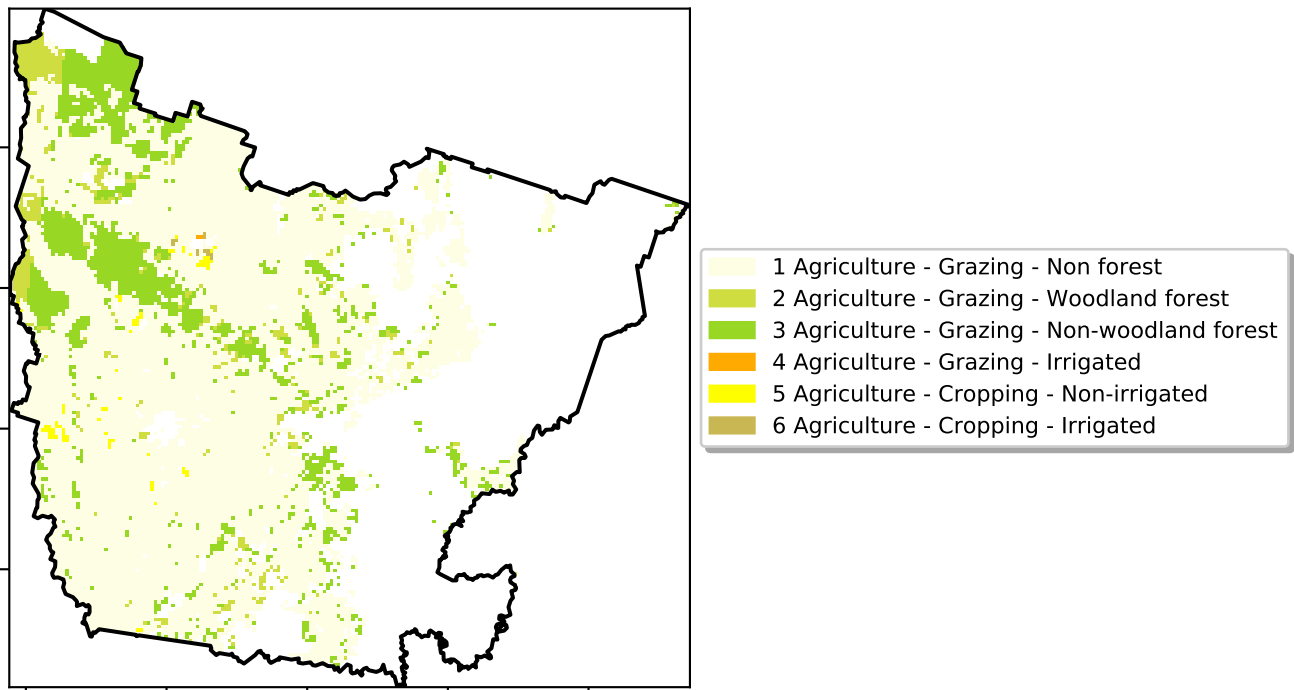 1 Agriculture - Grazing - Non forest
2 Agriculture - Grazing - Woodland forest
3 Agriculture - Grazing - Non-woodland forest
4 Agriculture - Grazing - Irrigated
5 Agriculture - Cropping - Non-irrigated
6 Agriculture - Cropping - Irrigated